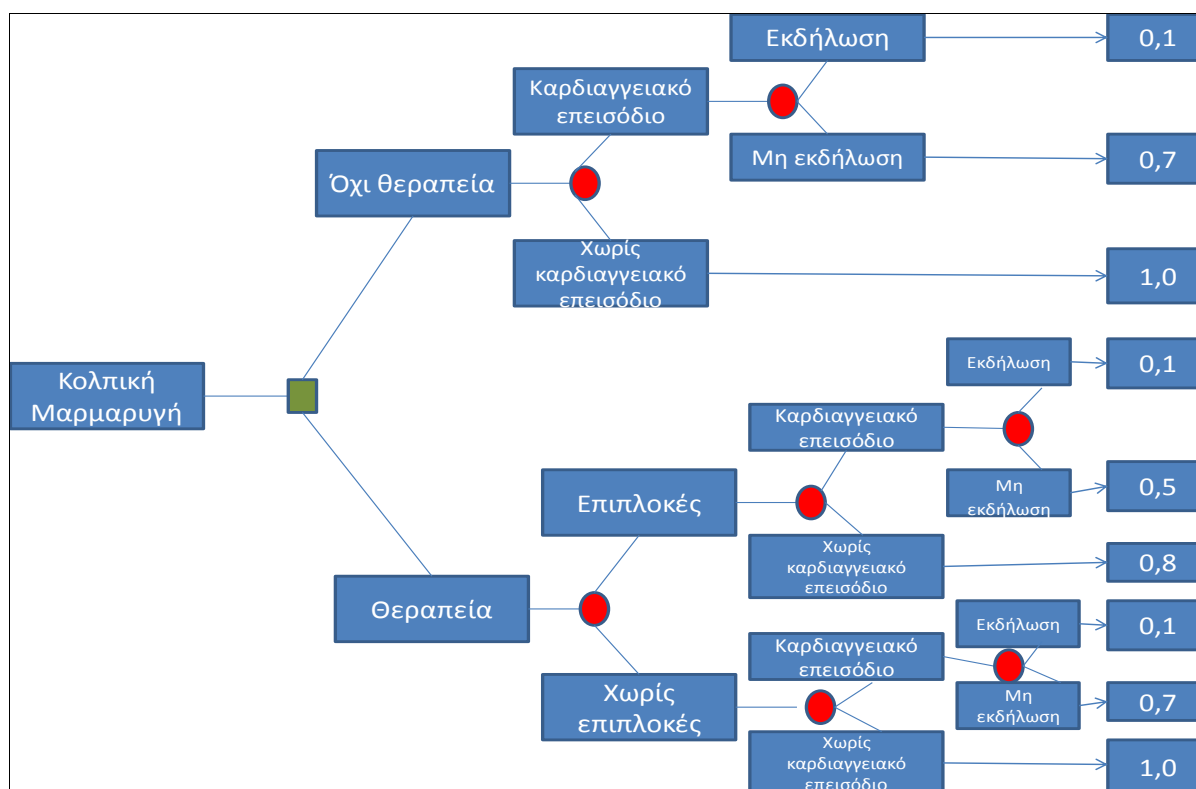 Εκδήλωση
0,1
Καρδιαγγειακό
επεισόδιο
Μη εκδήλωση
0,7
Όχι θεραπεία
Χωρίς
καρδιαγγειακό
επεισόδιο
1,0
Κολπική
Μαρμαρυγή
Εκδήλωση
0,1
Καρδιαγγειακό
επεισόδιο
Μη
εκδήλωση
0,5
Επιπλοκές
Χωρίς
καρδιαγγειακό
επεισόδιο
0,8
Θεραπεία
Εκδήλωση
0,1
Καρδιαγγειακό
επεισόδιο
Μη
εκδήλωση
0,7
Χωρίς
επιπλοκές
Χωρίς
καρδιαγγειακό
επεισόδιο
1,0